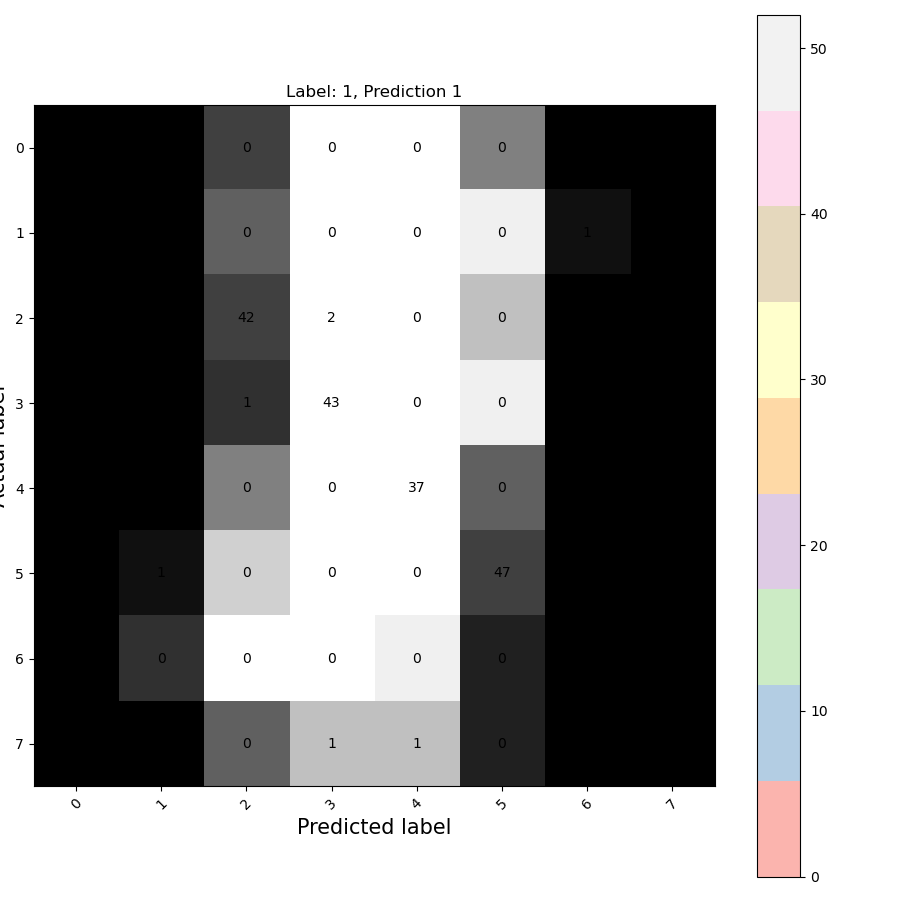 Label: 1, Prediction 1
0 0 0 0 0
1 0 0 0 0 1
2 42 2 0 0
3 1 43 0 0
4 0 0 37 0
5 1 0 0 0 47
6 0 0 0 0 0
7 0 1 1 0
0 1 2 3 4 5 6 7
Predicted label
Actual label
50
40
30
20
10
0